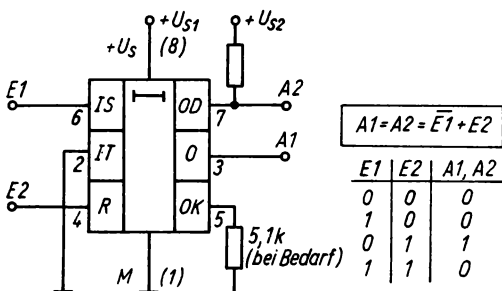 +U_S1
+U_S2
+U_S
(8)
E1
6
IS
OD
7
A2
2
IT
O
3
A1
E2
4
R
OK
5
5,1k
(bei Bedarf)
M
(1)
A1=A2=E̅1̅+E2
E1 E2 A1, A2
0 0 0
1 0 0
0 1 1
1 1 0